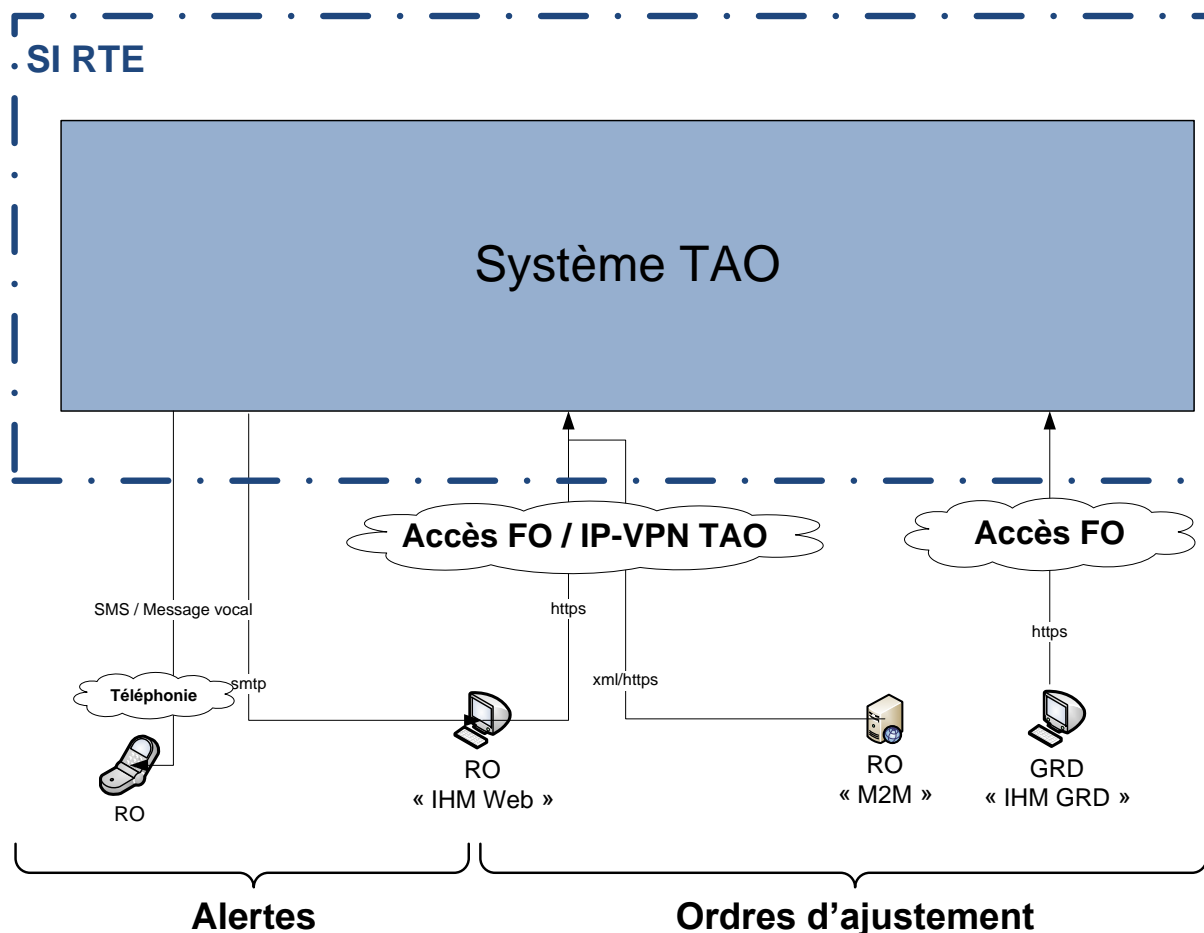 SI RTE
Système TAO
Accès FO / IP-VPN TAO
Accès FO
SMS / Message vocal
https
https
Téléphonie
smtp
xml/https
RO
RO
« IHM Web »
RO
« M2M »
GRD
« IHM GRD »
Alertes
Ordres d’ajustement